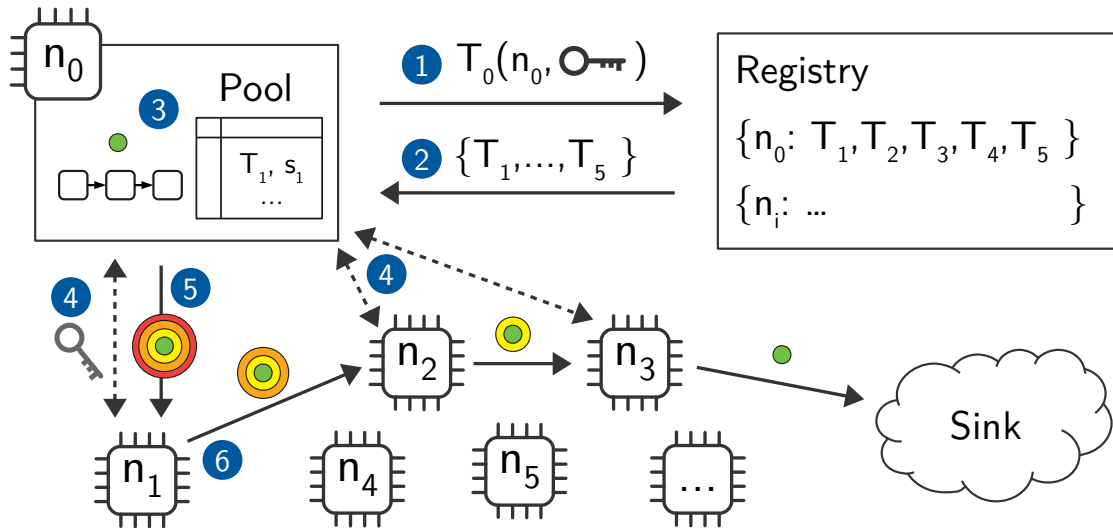 n₀
Pool
3
T₁, s₁
...
1 T₀(n₀, )
2 {T₁,...,T₅ }
Registry
{n₀: T₁,T₂,T₃,T₄,T₅ }
{nᵢ: ... }
4
5
4
n₁
6
n₂
n₃
n₄
n₅
...
Sink